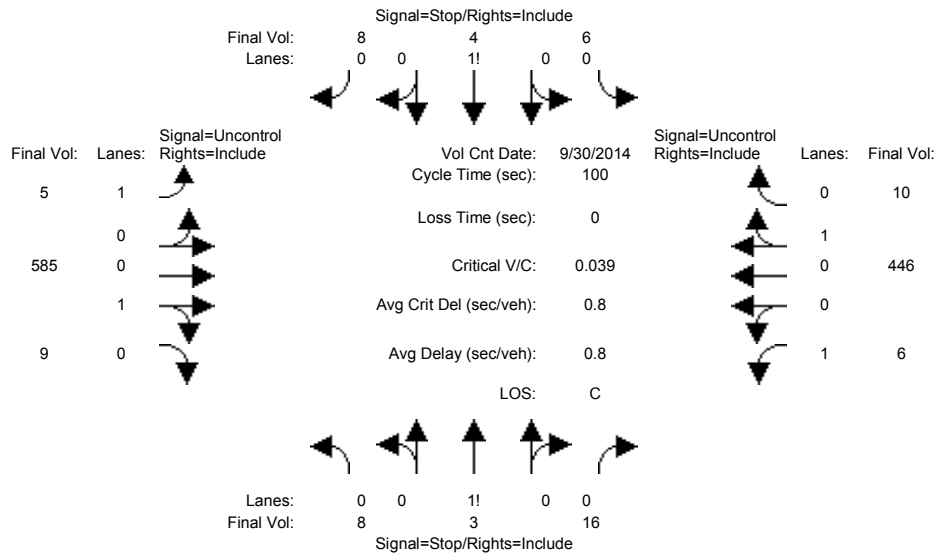 Signal=Stop/Rights=Include
Final Vol: 8 4 6
Lanes: 0 0 1! 0 0
Signal=Uncontrol Signal=Uncontrol
Final Vol: Lanes: Rights=Include Vol Cnt Date: 9/30/2014 Rights=Include Lanes: Final Vol:
Cycle Time (sec): 100
5 1 0 10
Loss Time (sec): 0
0 1
585 0 Critical V/C: 0.039 0 446
1 Avg Crit Del (sec/veh): 0.8 0
9 0 Avg Delay (sec/veh): 0.8 1 6
LOS: C
Lanes: 0 0 1! 0 0
Final Vol: 8 3 16
Signal=Stop/Rights=Include